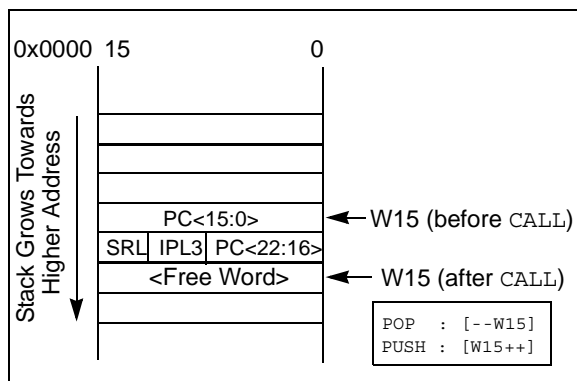 0x0000 15 0
Stack Grows Towards
Higher Address
PC<15:0>
W15 (before CALL)
SRL IPL3 PC<22:16>
<Free Word>
W15 (after CALL)
POP : [--W15]
PUSH : [W15++]